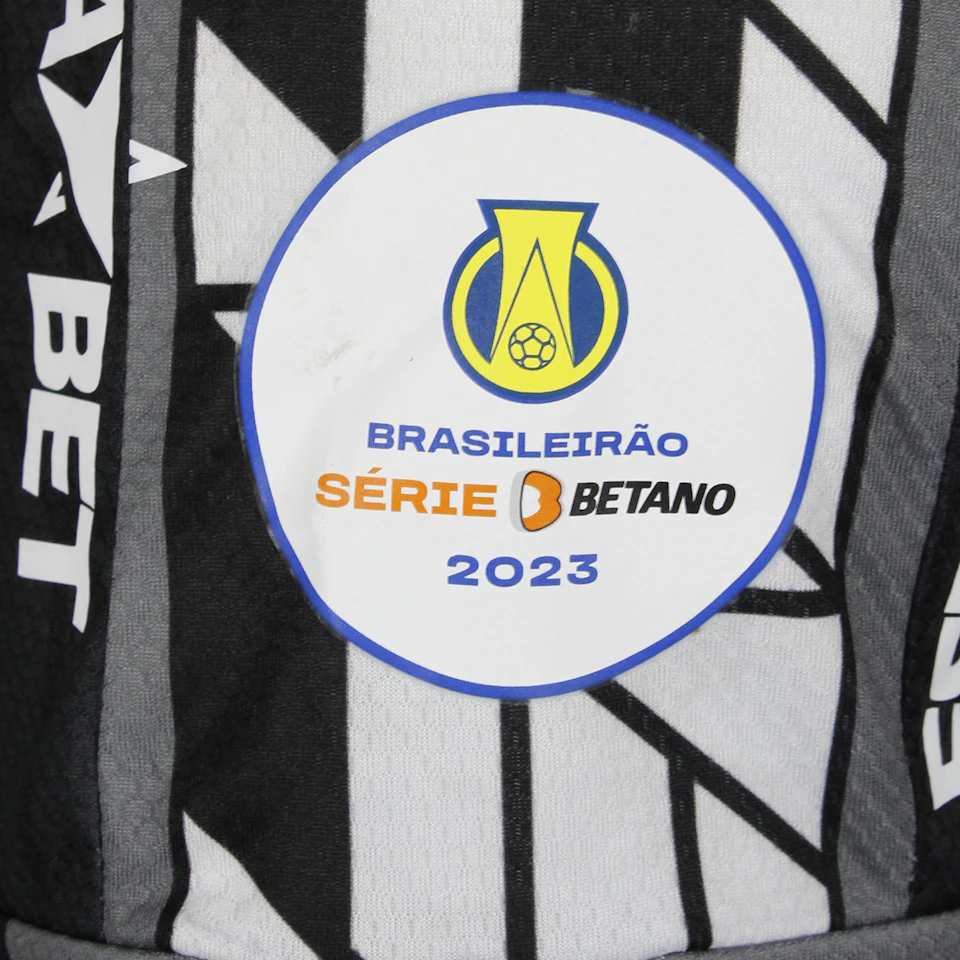 BET
BRASILEIRÃO
SÉRIE B BETANO
2023